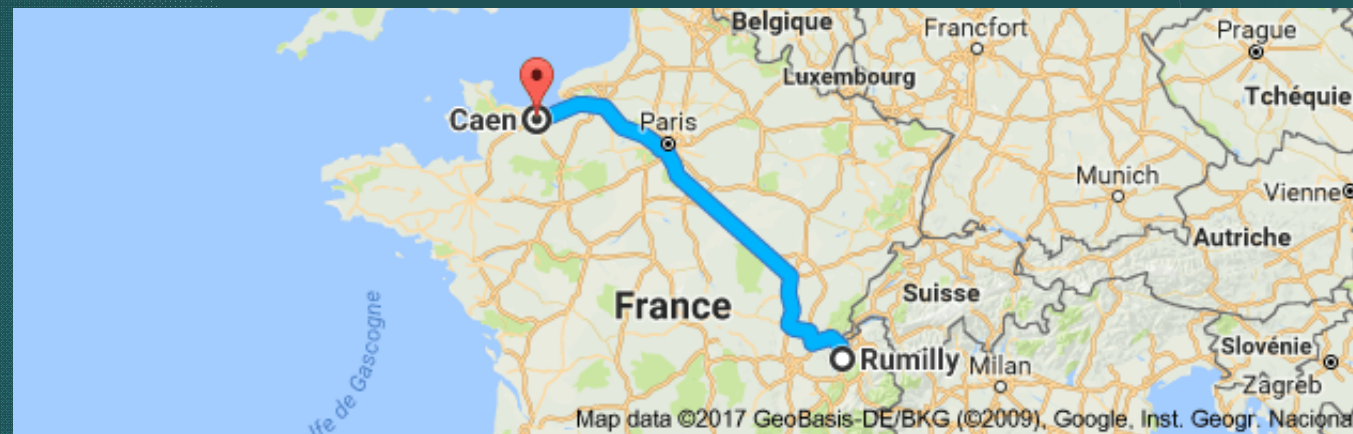 Belgique
Francfort
Prague
Luxembourg
Tchéquie
Caen
Paris
Munich
Vienne
Autriche
France
Suisse
Slovénie
Rumilly
Milan
Zagreb
lfe de Gascogne
Map data ©2017 GeoBasis-DE/BKG (©2009), Google, Inst. Geogr. Naciona